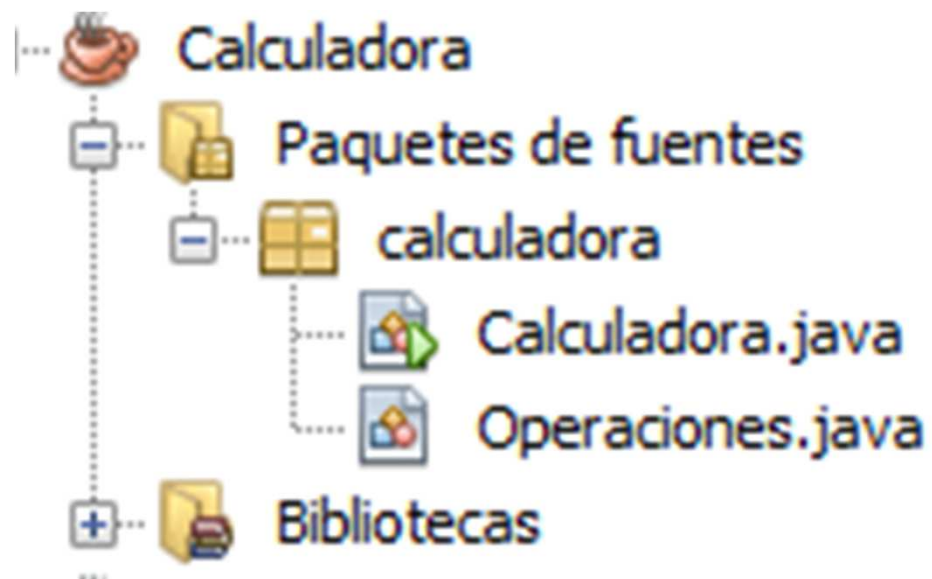 Calculadora
Paquetes de fuentes
calculadora
Calculadora.java
Operaciones.java
Bibliotecas